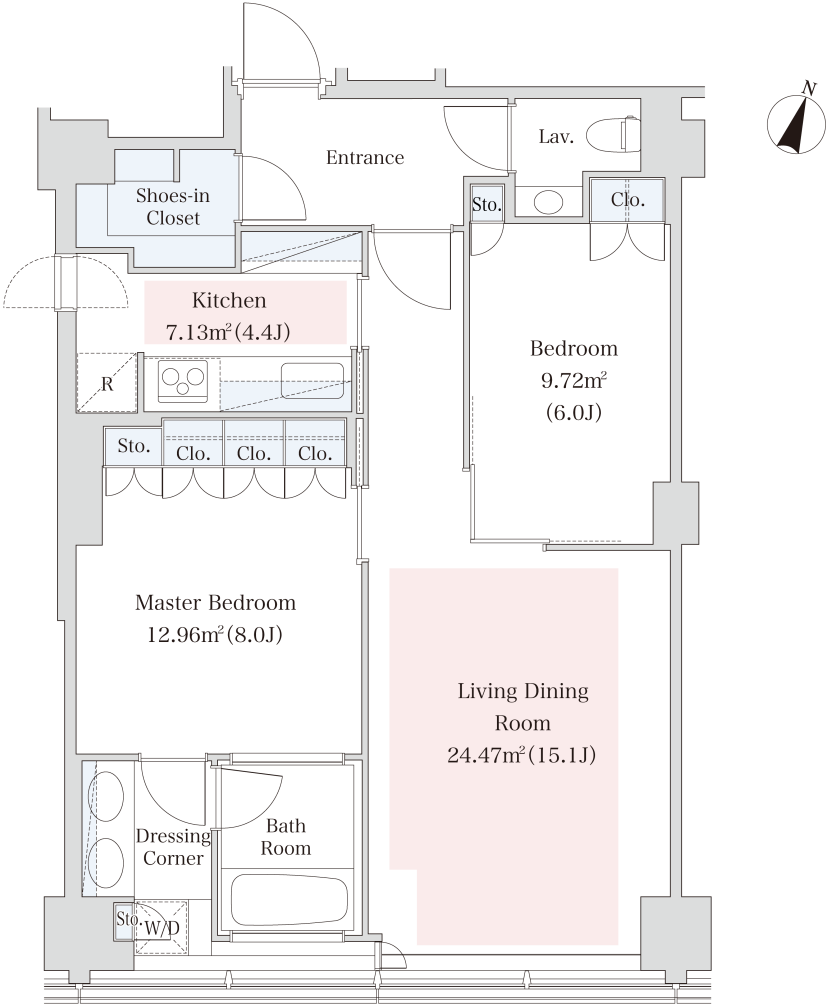 N
Lav.
Entrance
Shoes-in
Closet
Sto.
Clo.
Kitchen
7.13m²(4.4J)
Bedroom
9.72m²
(6.0J)
R
Sto.
Clo.
Clo.
Clo.
Master Bedroom
12.96m²(8.0J)
Living Dining
Room
24.47m²(15.1J)
Dressing
Corner
Bath
Room
Sto.
W/D